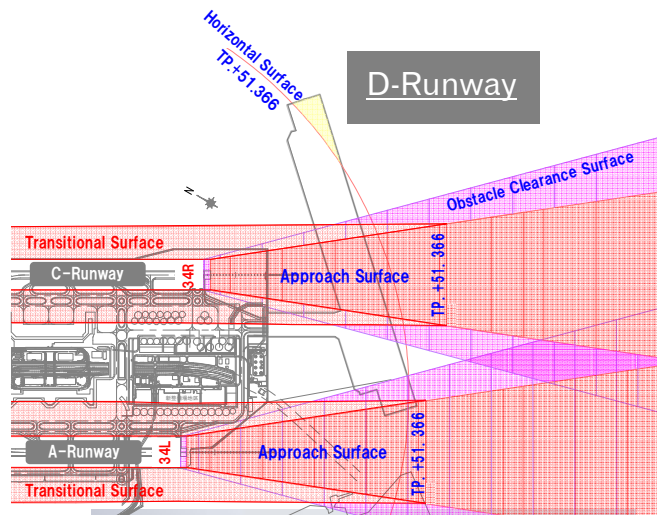 Horizontal Surface
TP.+51.366
D-Runway
N
Obstacle Clearance Surface
Transitional Surface
C-Runway
34R
Approach Surface
TP. +51.366
A-Runway
34L
Approach Surface
TP. +51. 366
Transitional Surface